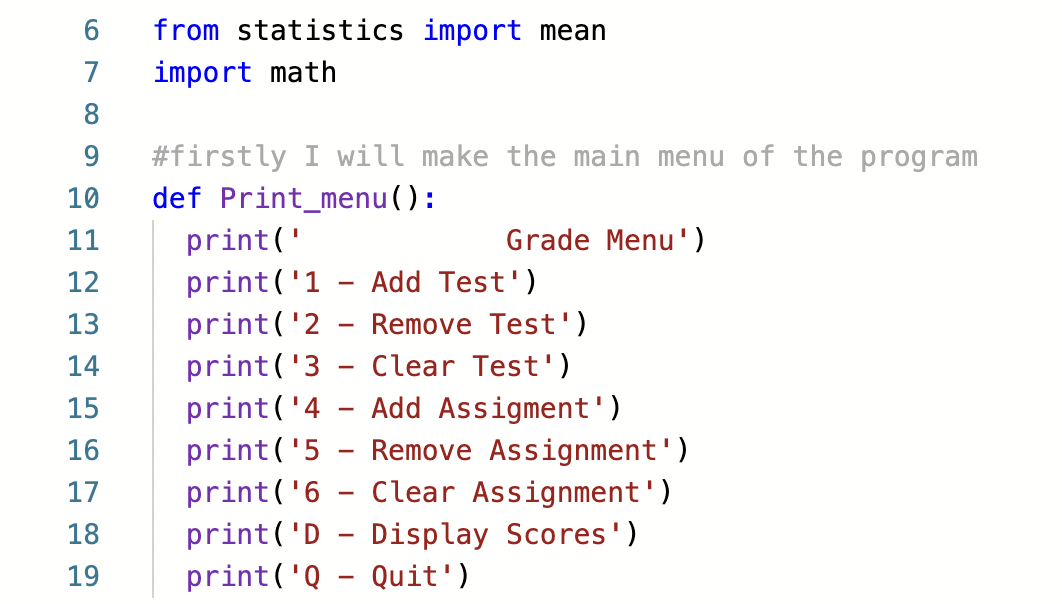 6 from statistics import mean
7 import math
8
9 #firstly I will make the main menu of the program
10 def Print_menu():
11   print('            Grade Menu')
12   print('1 – Add Test')
13   print('2 – Remove Test')
14   print('3 – Clear Test')
15   print('4 – Add Assigment')
16   print('5 – Remove Assignment')
17   print('6 – Clear Assignment')
18   print('D – Display Scores')
19   print('Q – Quit')